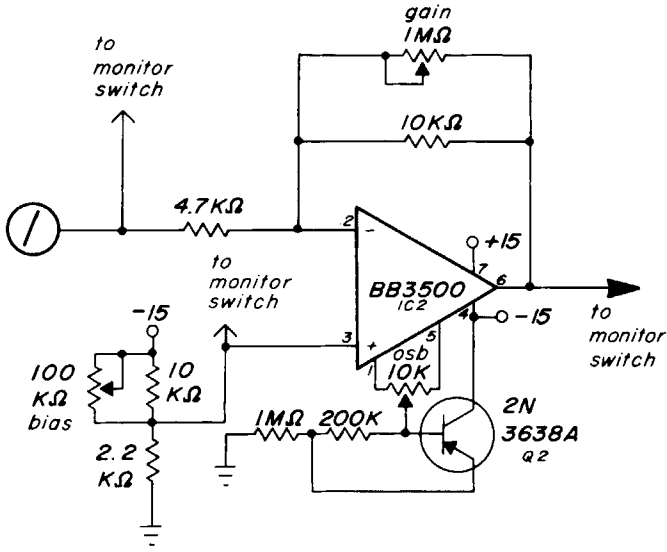 gain
1MΩ
to
monitor
switch
10KΩ
4.7KΩ
2
-
to
monitor
switch
+15
7
6
BB3500
IC2
4
-15
to
monitor
switch
-15
3
+
5
1
osb
10K
100
KΩ
bias
10
KΩ
1MΩ
200K
2N
3638A
Q2
2.2
KΩ